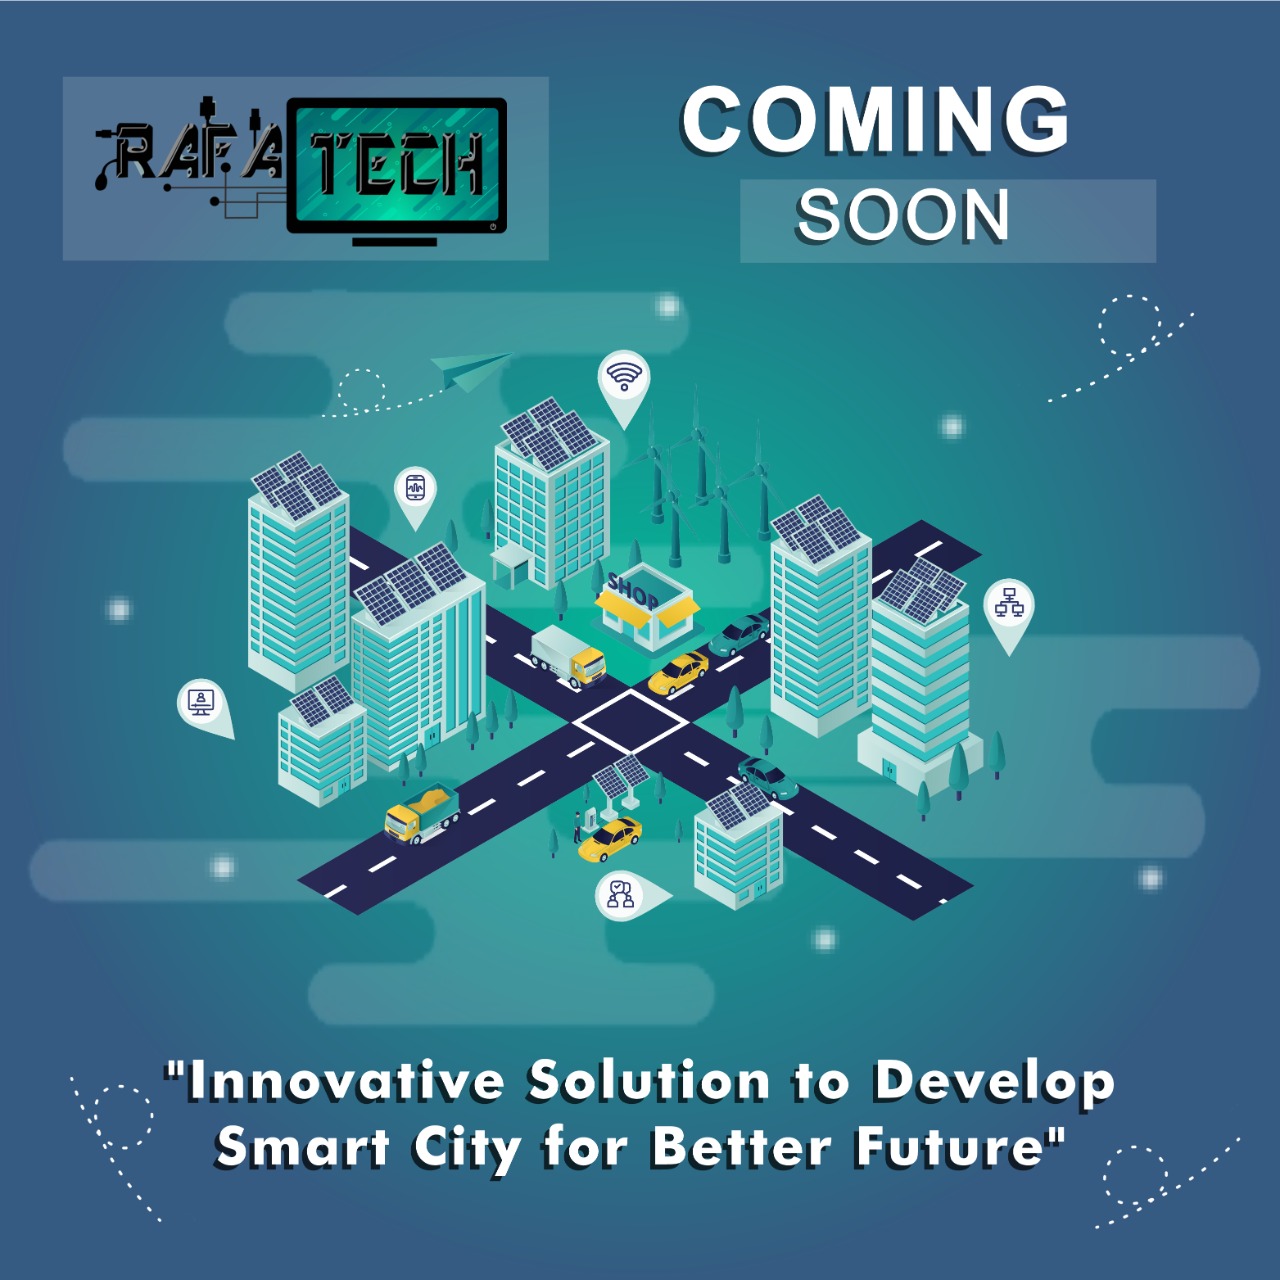 RAFA TECH
COMING
SOON
SHOP
"Innovative Solution to Develop
Smart City for Better Future"